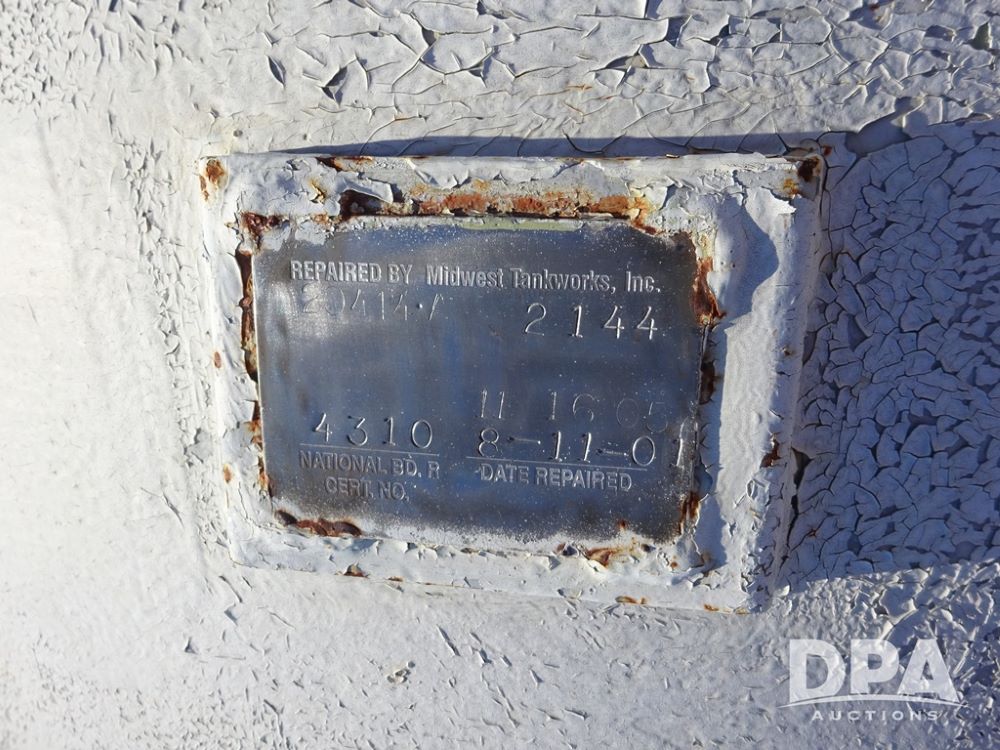 REPAIRED BY Midwest Tankworks, Inc.
2144
11 16 05
4310 8-11-01
NATIONAL BD. R DATE REPAIRED
CERT. NO.
DPA
AUCTIONS